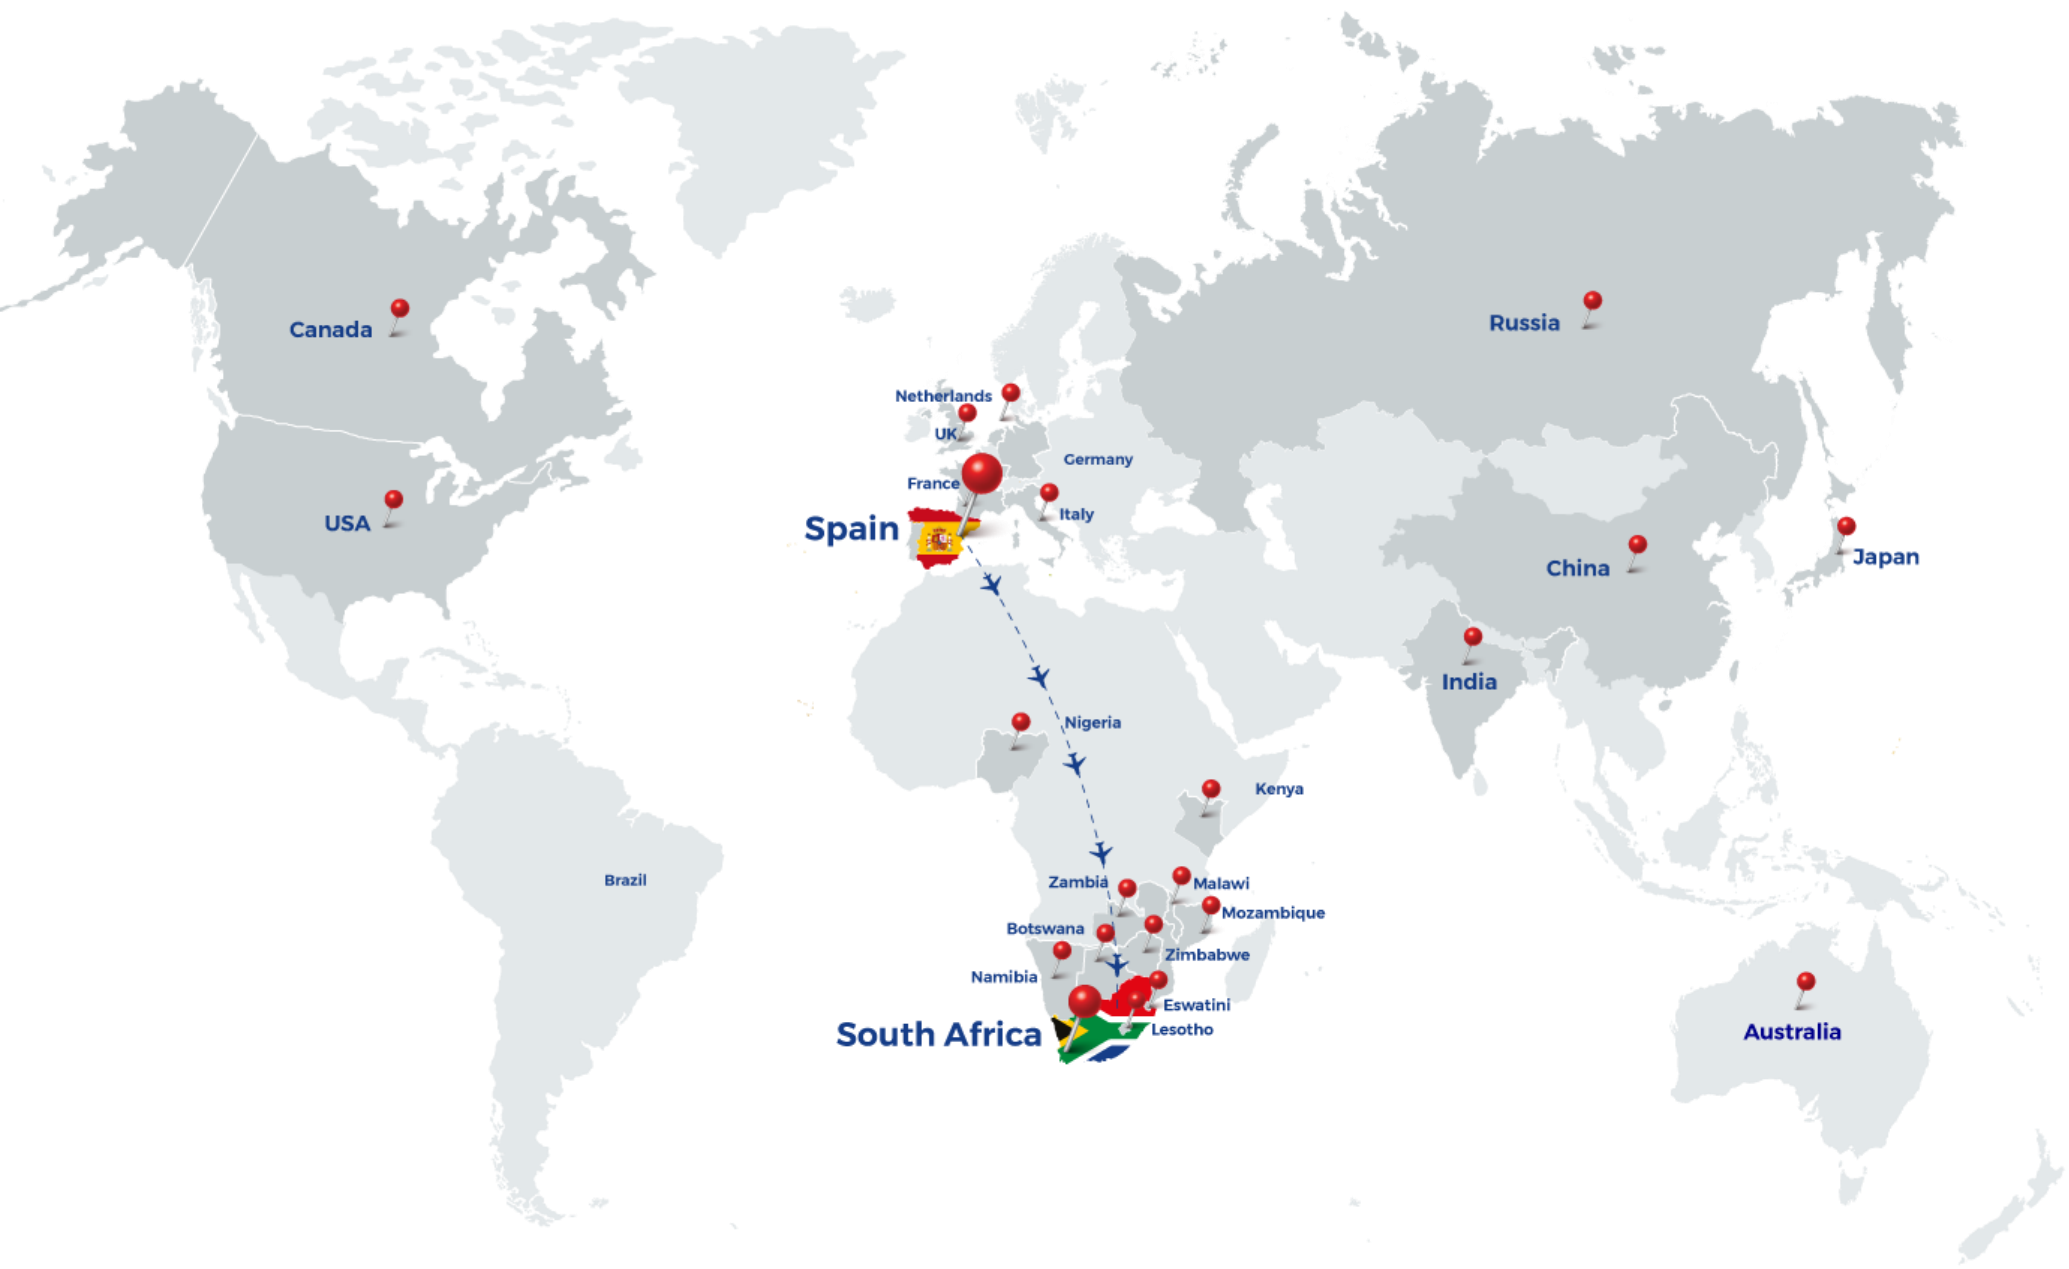 Canada
Russia
Netherlands
UK
Germany
France
USA
Italy
Spain
Japan
China
India
Nigeria
Kenya
Brazil
Zambia
Malawi
Mozambique
Botswana
Zimbabwe
Namibia
Eswatini
Lesotho
South Africa
Australia